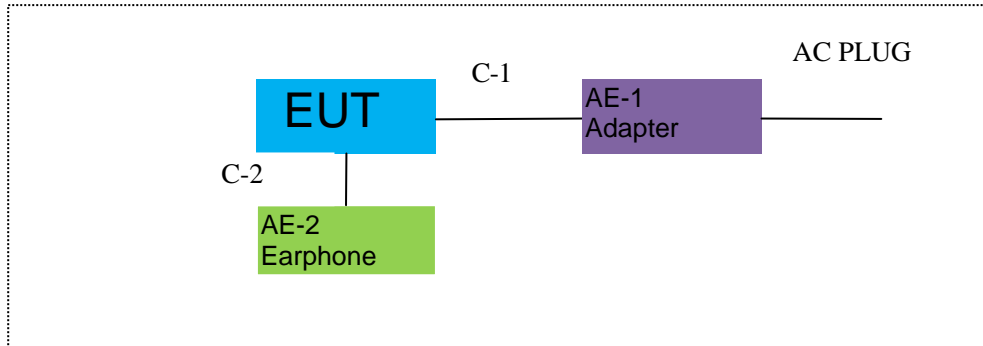 AC PLUG
C-1
EUT
AE-1
Adapter
C-2
AE-2
Earphone